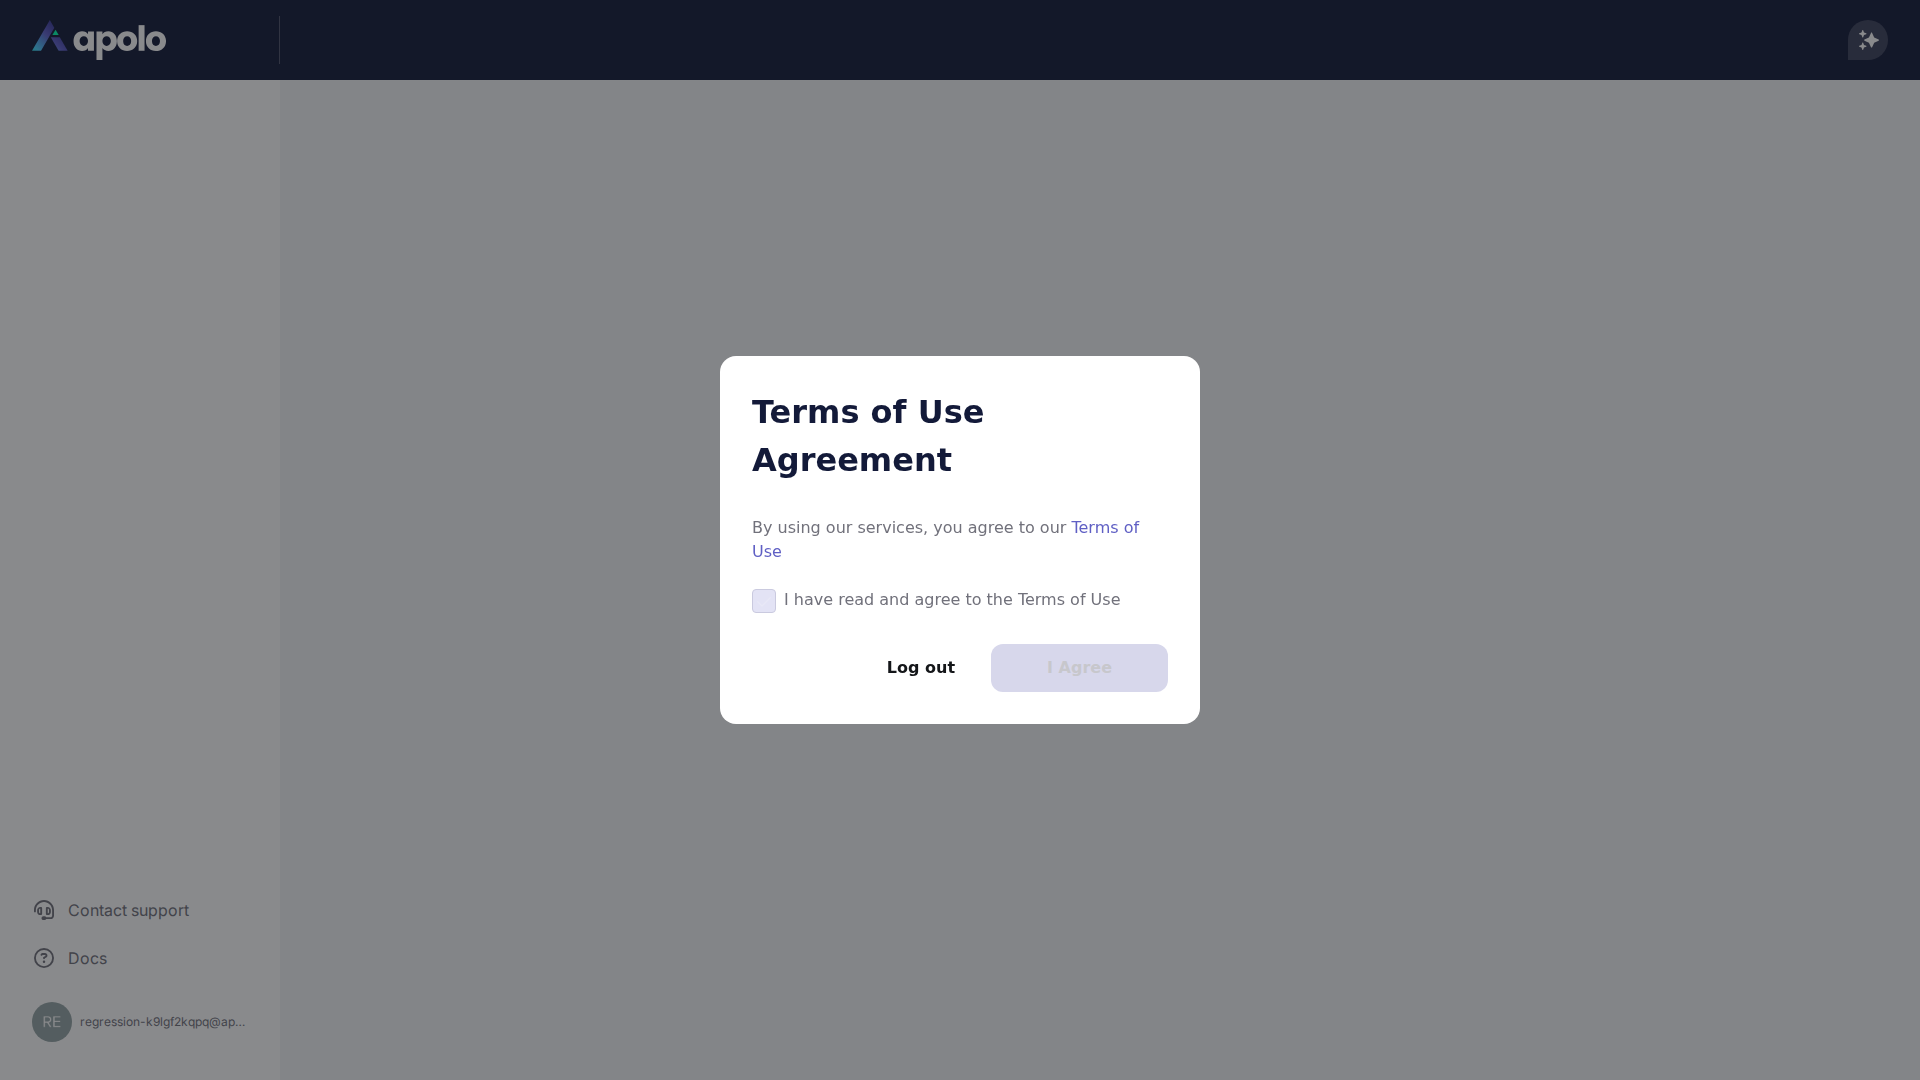 apolo
Terms of Use
Agreement
By using our services, you agree to our Terms of
Use
I have read and agree to the Terms of Use
Log out
I Agree
Contact support
Docs
RE
regression-k9lgf2kqpq@ap...